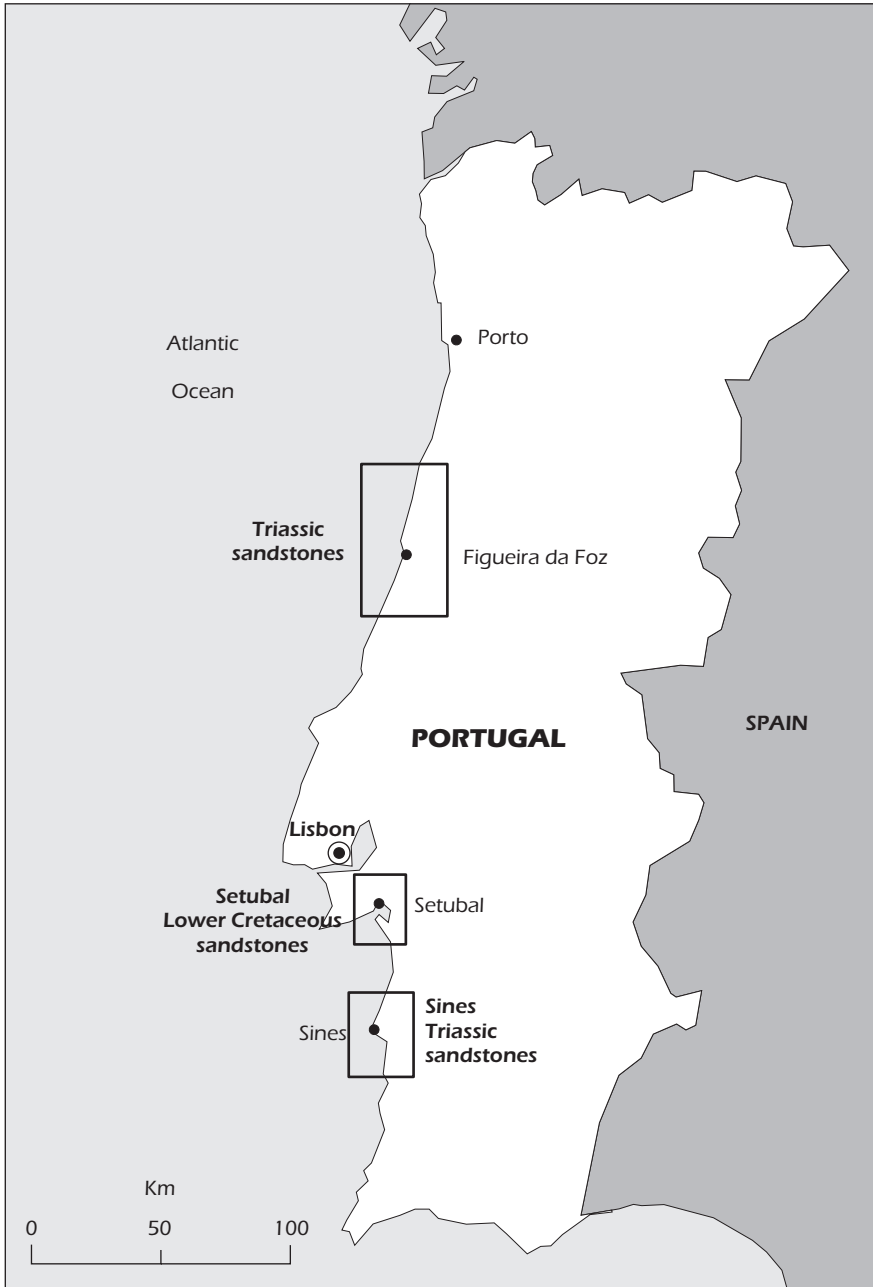 Porto
Atlantic
Ocean
Triassic
sandstones
Figueira da Foz
PORTUGAL
SPAIN
Lisbon
Setubal
Lower Cretaceous
sandstones
Setubal
Sines
Sines
Triassic
sandstones
Km
0 50 100